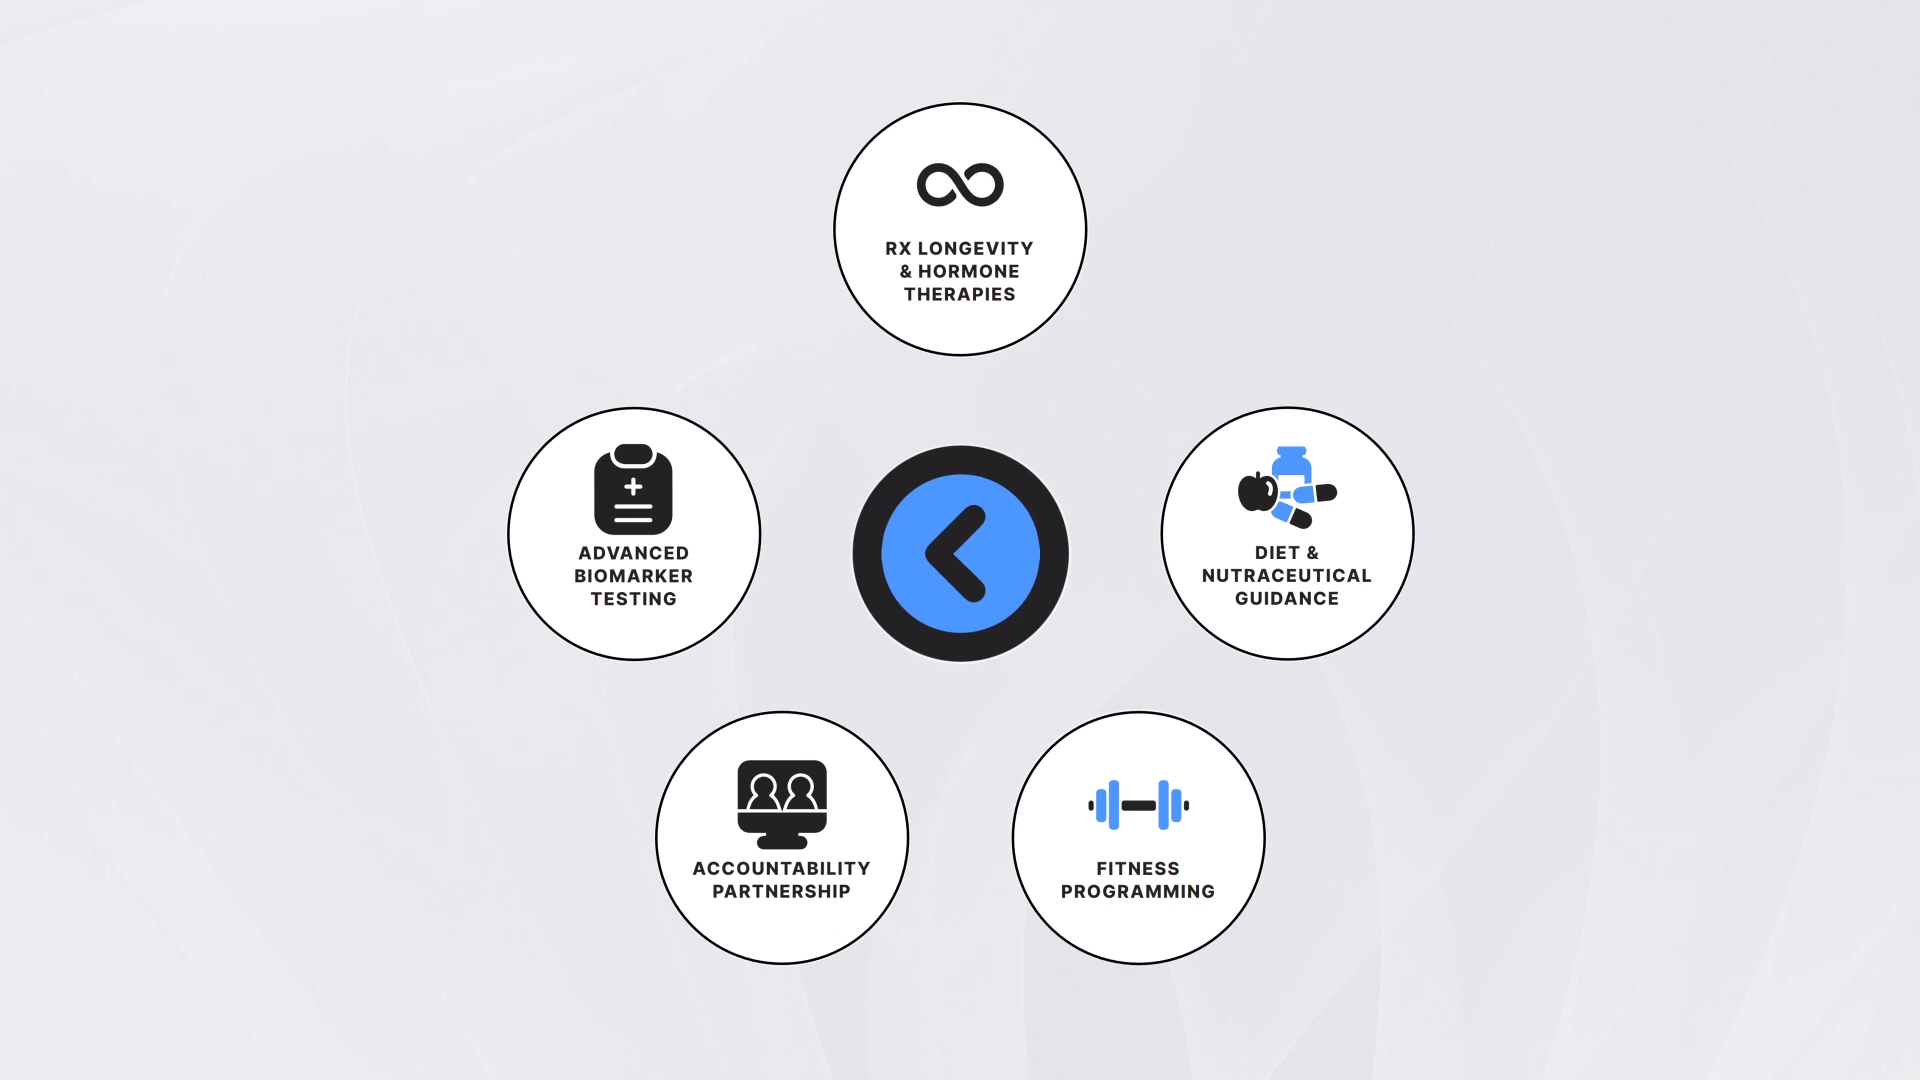 RX LONGEVITY
& HORMONE
THERAPIES
ADVANCED
BIOMARKER
TESTING
DIET &
NUTRACEUTICAL
GUIDANCE
ACCOUNTABILITY
PARTNERSHIP
FITNESS
PROGRAMMING